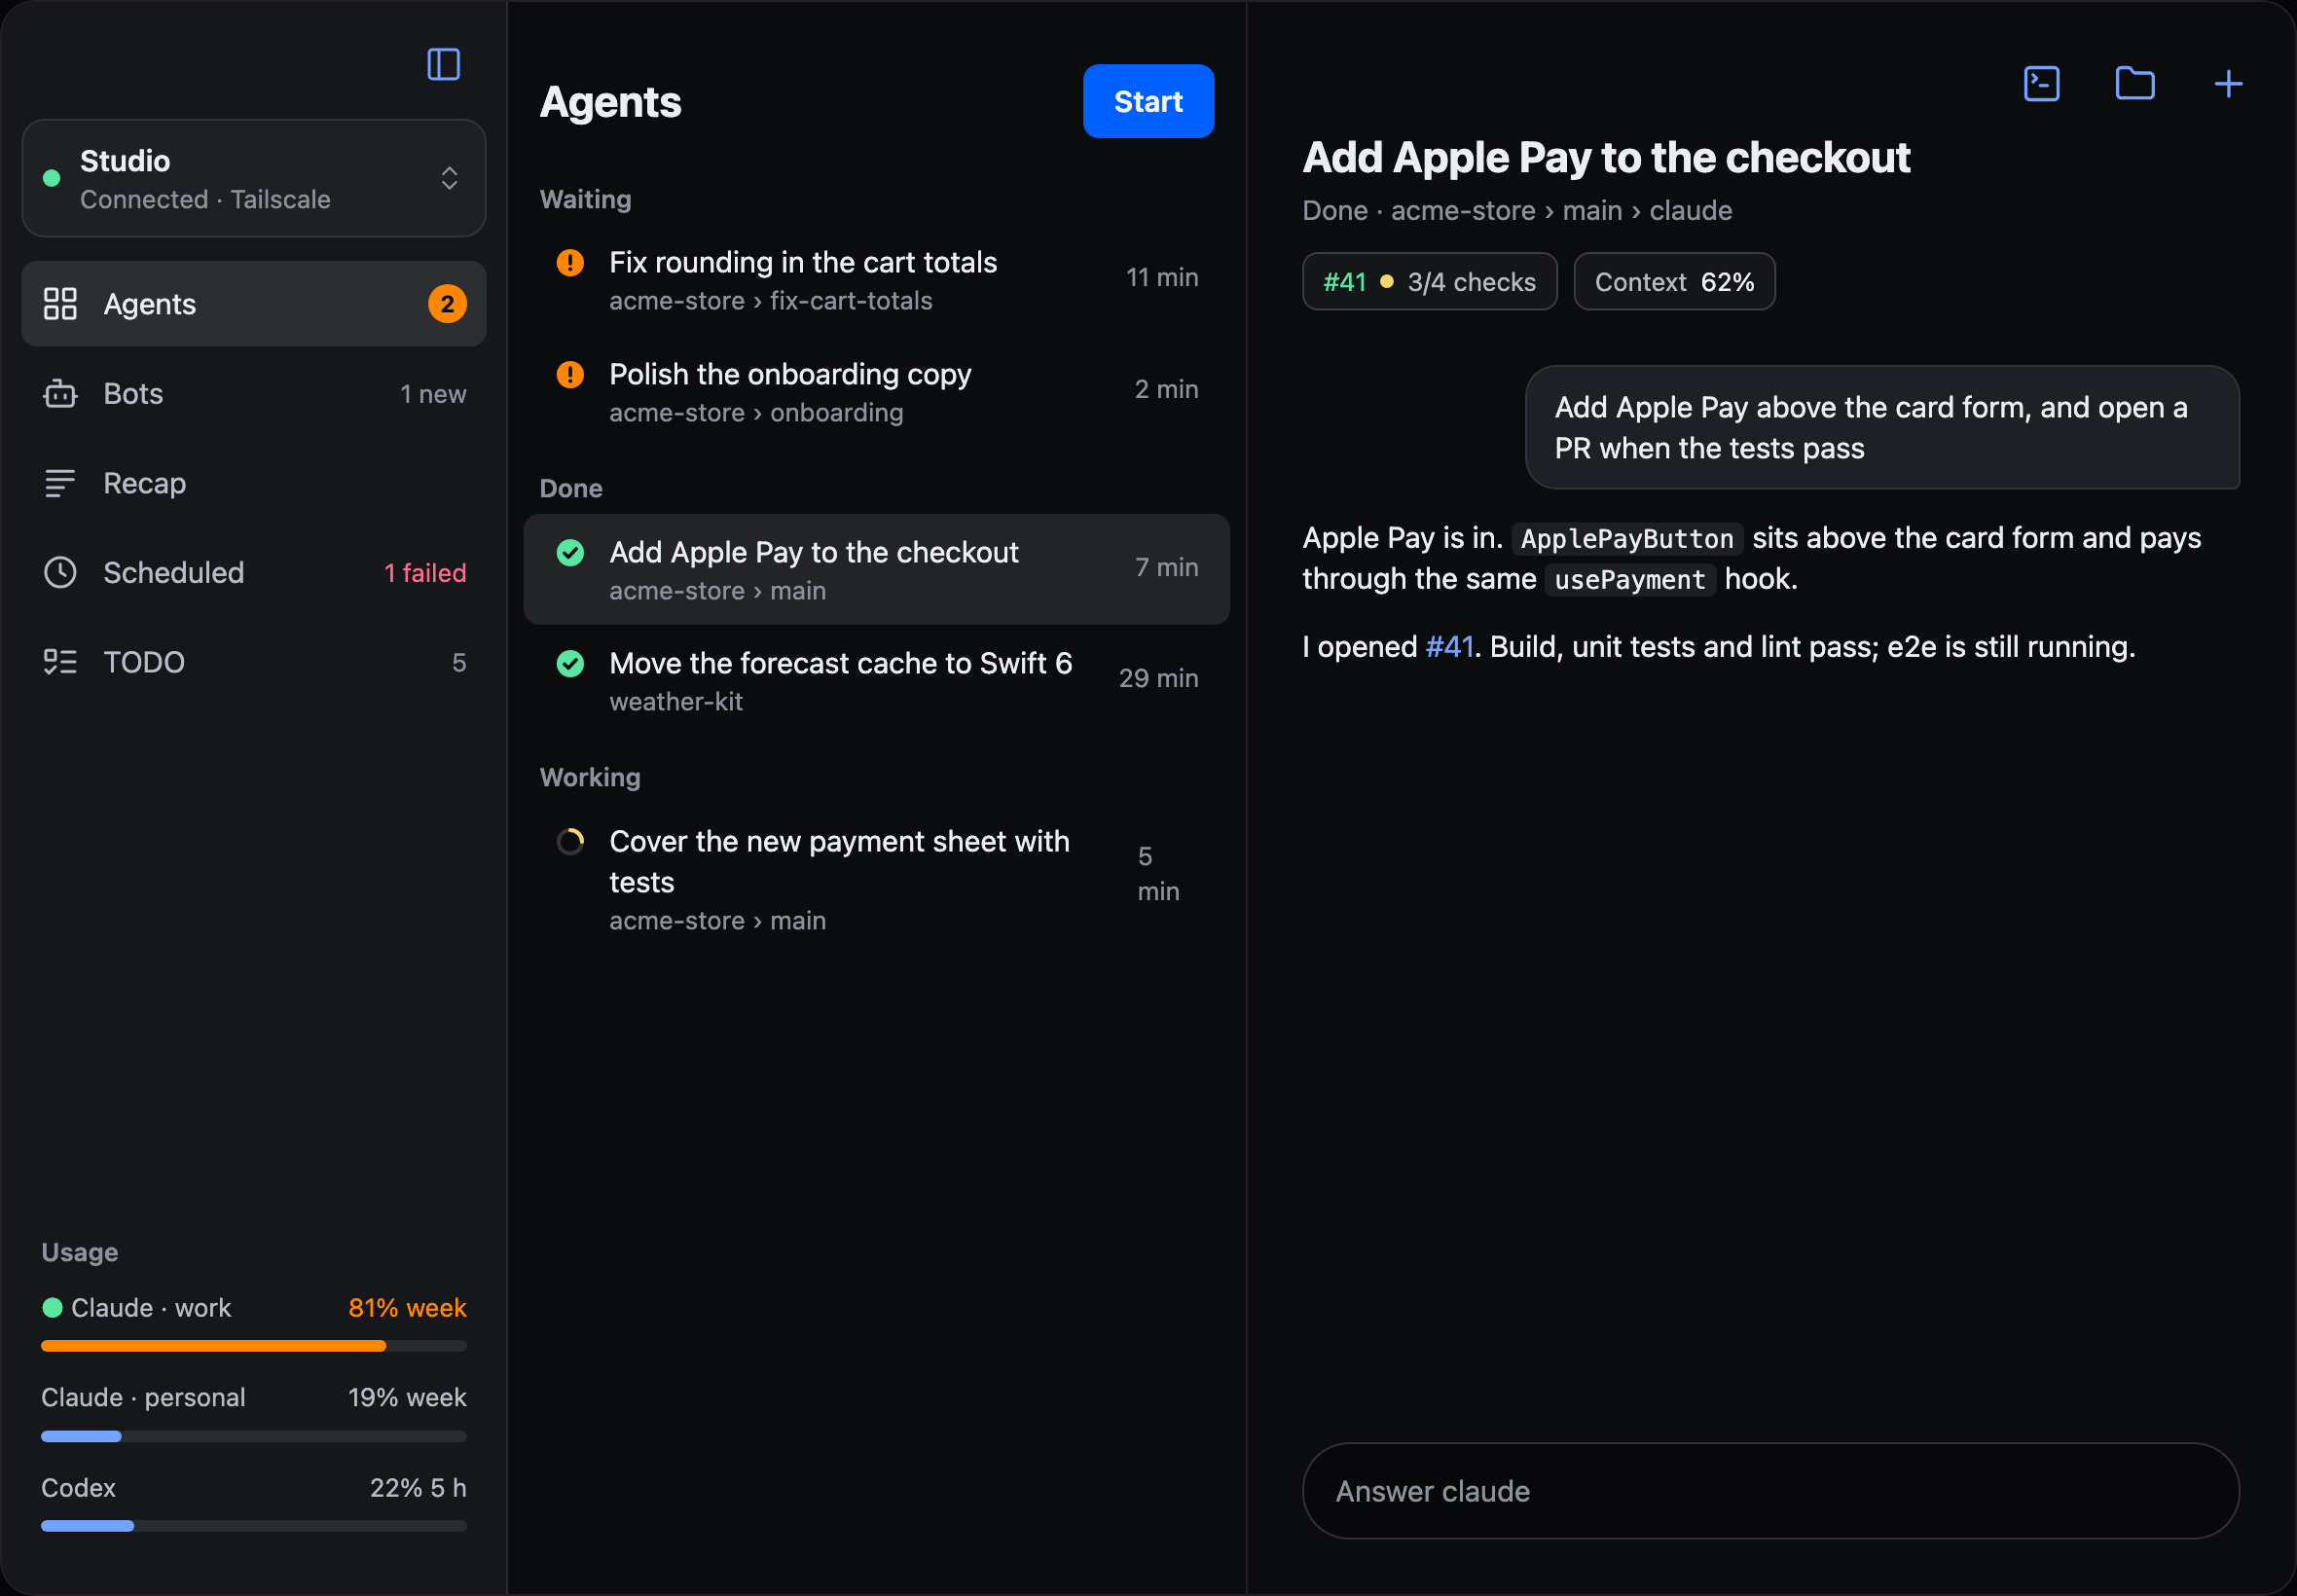 Studio
Connected · Tailscale
Agents 2
Bots 1 new
Recap
Scheduled 1 failed
TODO 5
Usage
Claude · work 81% week
Claude · personal 19% week
Codex 22% 5 h
Agents
Start
Waiting
Fix rounding in the cart totals
acme-store › fix-cart-totals
11 min
Polish the onboarding copy
acme-store › onboarding
2 min
Done
Add Apple Pay to the checkout
acme-store › main
7 min
Move the forecast cache to Swift 6
weather-kit
29 min
Working
Cover the new payment sheet with
tests
acme-store › main
5
min
Add Apple Pay to the checkout
Done · acme-store › main › claude
#41 3/4 checks
Context 62%
Add Apple Pay above the card form, and open a
PR when the tests pass
Apple Pay is in. ApplePayButton sits above the card form and pays
through the same usePayment hook.
I opened #41. Build, unit tests and lint pass; e2e is still running.
Answer claude